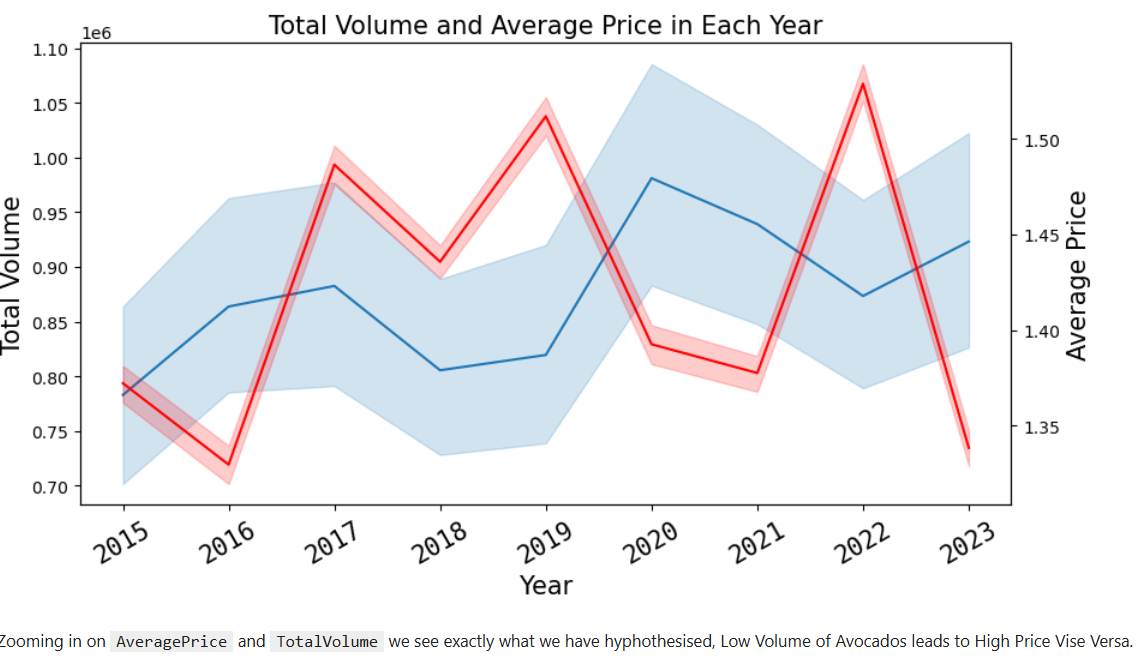 Total Volume and Average Price in Each Year
1e6
1.10
1.05
1.00
0.95
0.90
0.85
0.80
0.75
0.70
Total Volume
1.50
1.45
1.40
1.35
Average Price
2015 2016 2017 2018 2019 2020 2021 2022 2023
Year
Zooming in on AveragePrice and TotalVolume we see exactly what we have hyphothesised, Low Volume of Avocados leads to High Price Vise Versa.